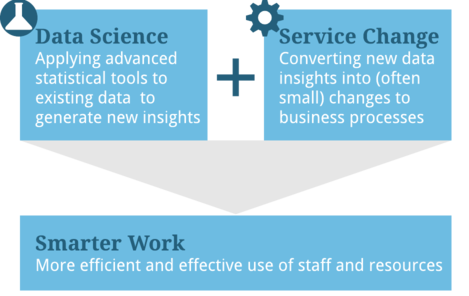 Data Science
Applying advanced
statistical tools to
existing data to
generate new insights
+
Service Change
Converting new data
insights into (often
small) changes to
business processes
Smarter Work
More efficient and effective use of staff and resources